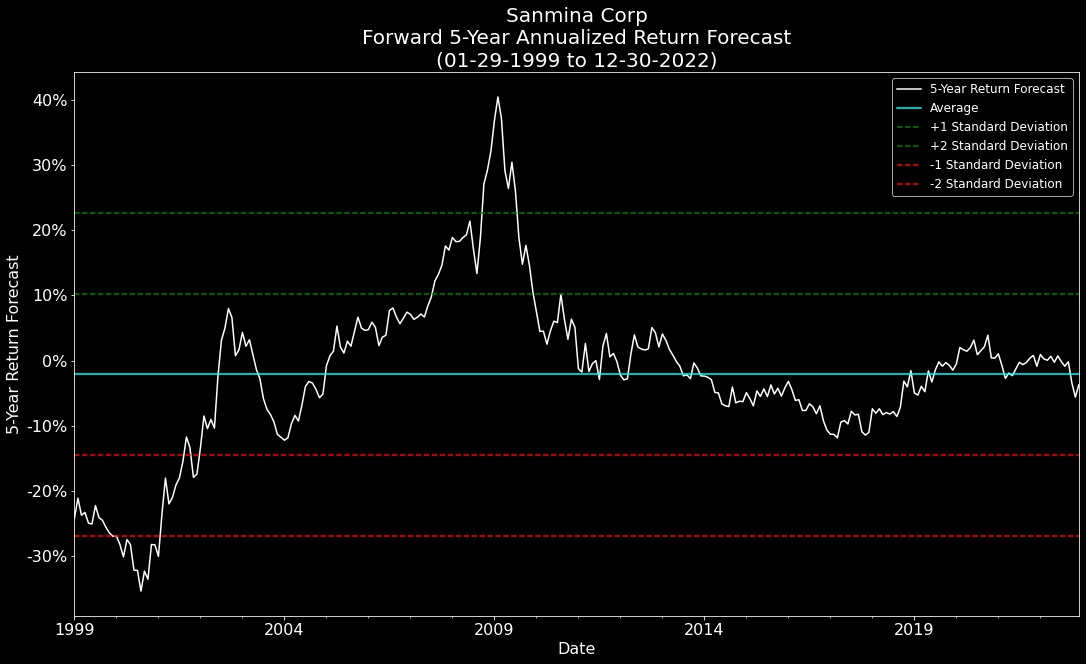 Sanmina Corp
Forward 5-Year Annualized Return Forecast
(01-29-1999 to 12-30-2022)
5-Year Return Forecast
Average
+1 Standard Deviation
+2 Standard Deviation
-1 Standard Deviation
-2 Standard Deviation
5-Year Return Forecast
40%
30%
20%
10%
0%
-10%
-20%
-30%
1999 2004 2009 2014 2019
Date